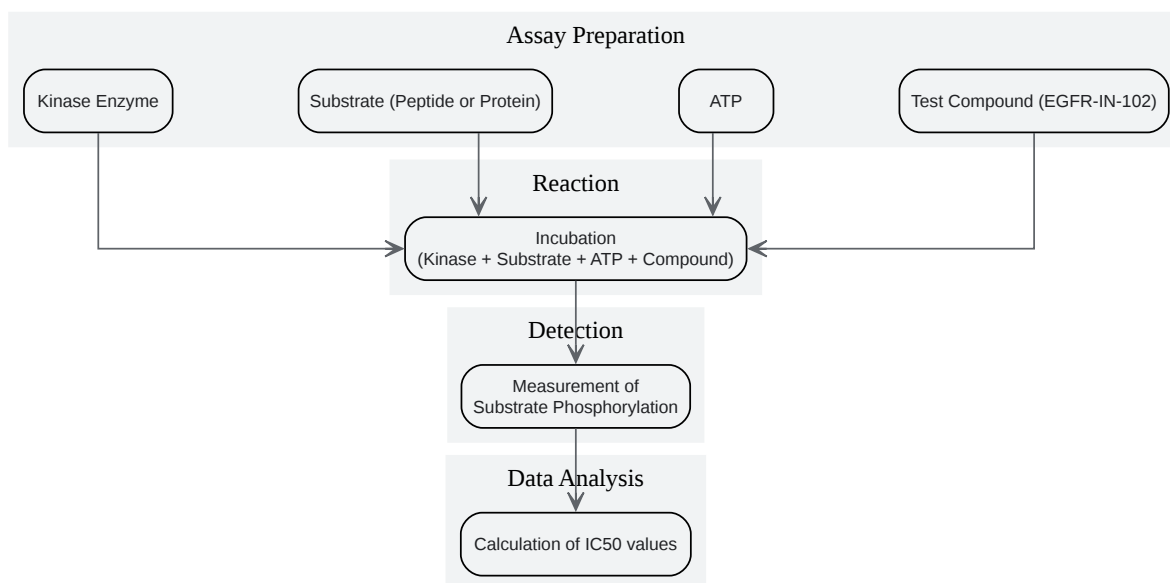 Assay Preparation
Kinase Enzyme
Substrate (Peptide or Protein)
ATP
Test Compound (EGFR-IN-102)
Reaction
Incubation
(Kinase + Substrate + ATP + Compound)
Detection
Measurement of
Substrate Phosphorylation
Data Analysis
Calculation of IC50 values